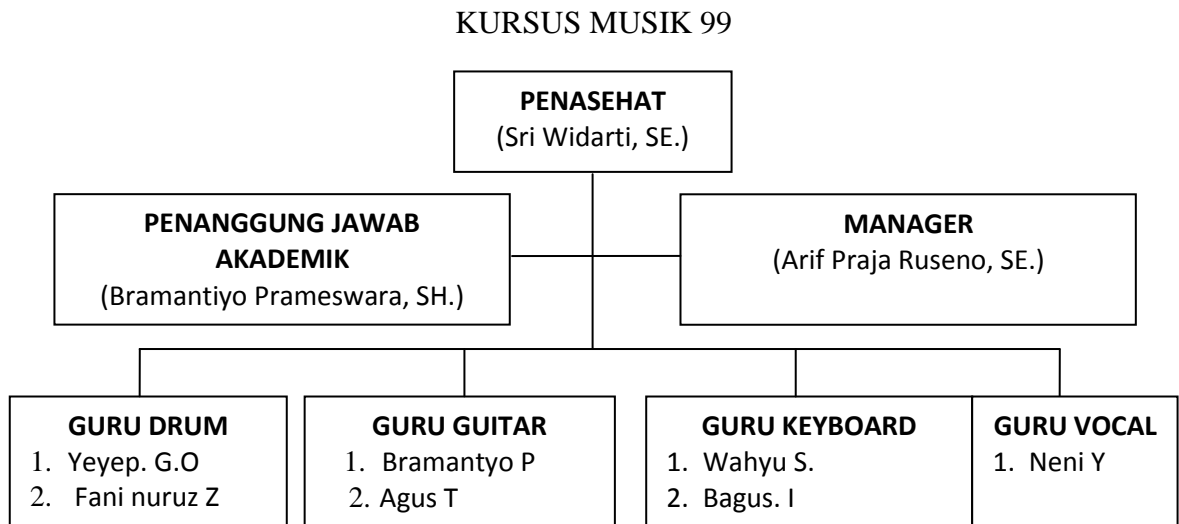 KURSUS MUSIK 99
PENASEHAT
(Sri Widarti, SE.)
PENANGGUNG JAWAB
AKADEMIK
(Bramantiyo Prameswara, SH.)
MANAGER
(Arif Praja Ruseno, SE.)
GURU DRUM
1. Yeyep. G.O
2. Fani nuruz Z
GURU GUITAR
1. Bramantyo P
2. Agus T
GURU KEYBOARD
1. Wahyu S.
2. Bagus. I
GURU VOCAL
1. Neni Y